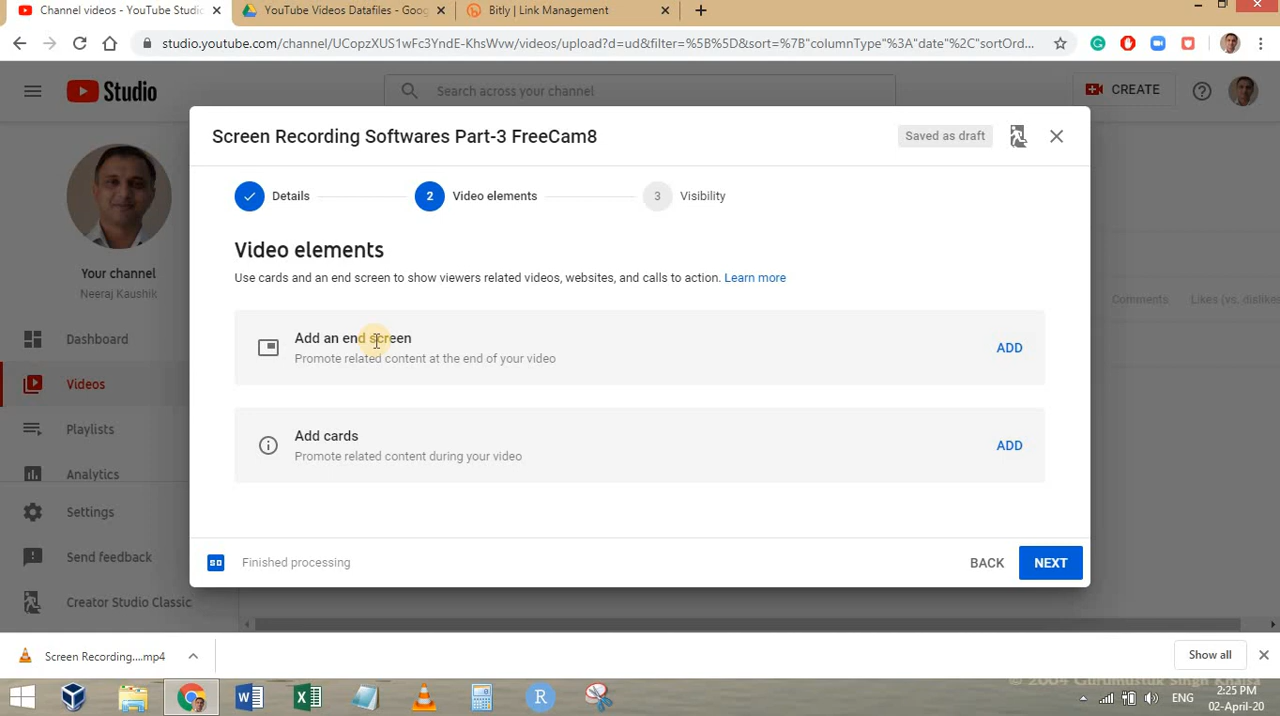 Channel videos - YouTube Studio
YouTube Videos Datafiles - Goog
Bitly | Link Management
studio.youtube.com/channel/UCopzXUS1wFc3YndE-KhsWvw/videos/upload?d=ud&filter=%5B%5D&sort=%7B"columnType"%3A"date"%2C"sortOrd...
Studio
Search across your channel
CREATE
Screen Recording Softwares Part-3 FreeCam8
Saved as draft
Details
2
Video elements
3
Visibility
Video elements
Use cards and an end screen to show viewers related videos, websites, and calls to action. Learn more
Your channel
Neeraj Kaushik
Comments
Likes (vs. dislikes
Add an end screen
Promote related content at the end of your video
ADD
Dashboard
Videos
Playlists
Analytics
Settings
Send feedback
Creator Studio Classic
Add cards
Promote related content during your video
ADD
SD
Finished processing
BACK
NEXT
Screen Recording....mp4
Show all
© 2004 Gurumustuk Singh Khalsa
ENG
2:25 PM
02-April-20